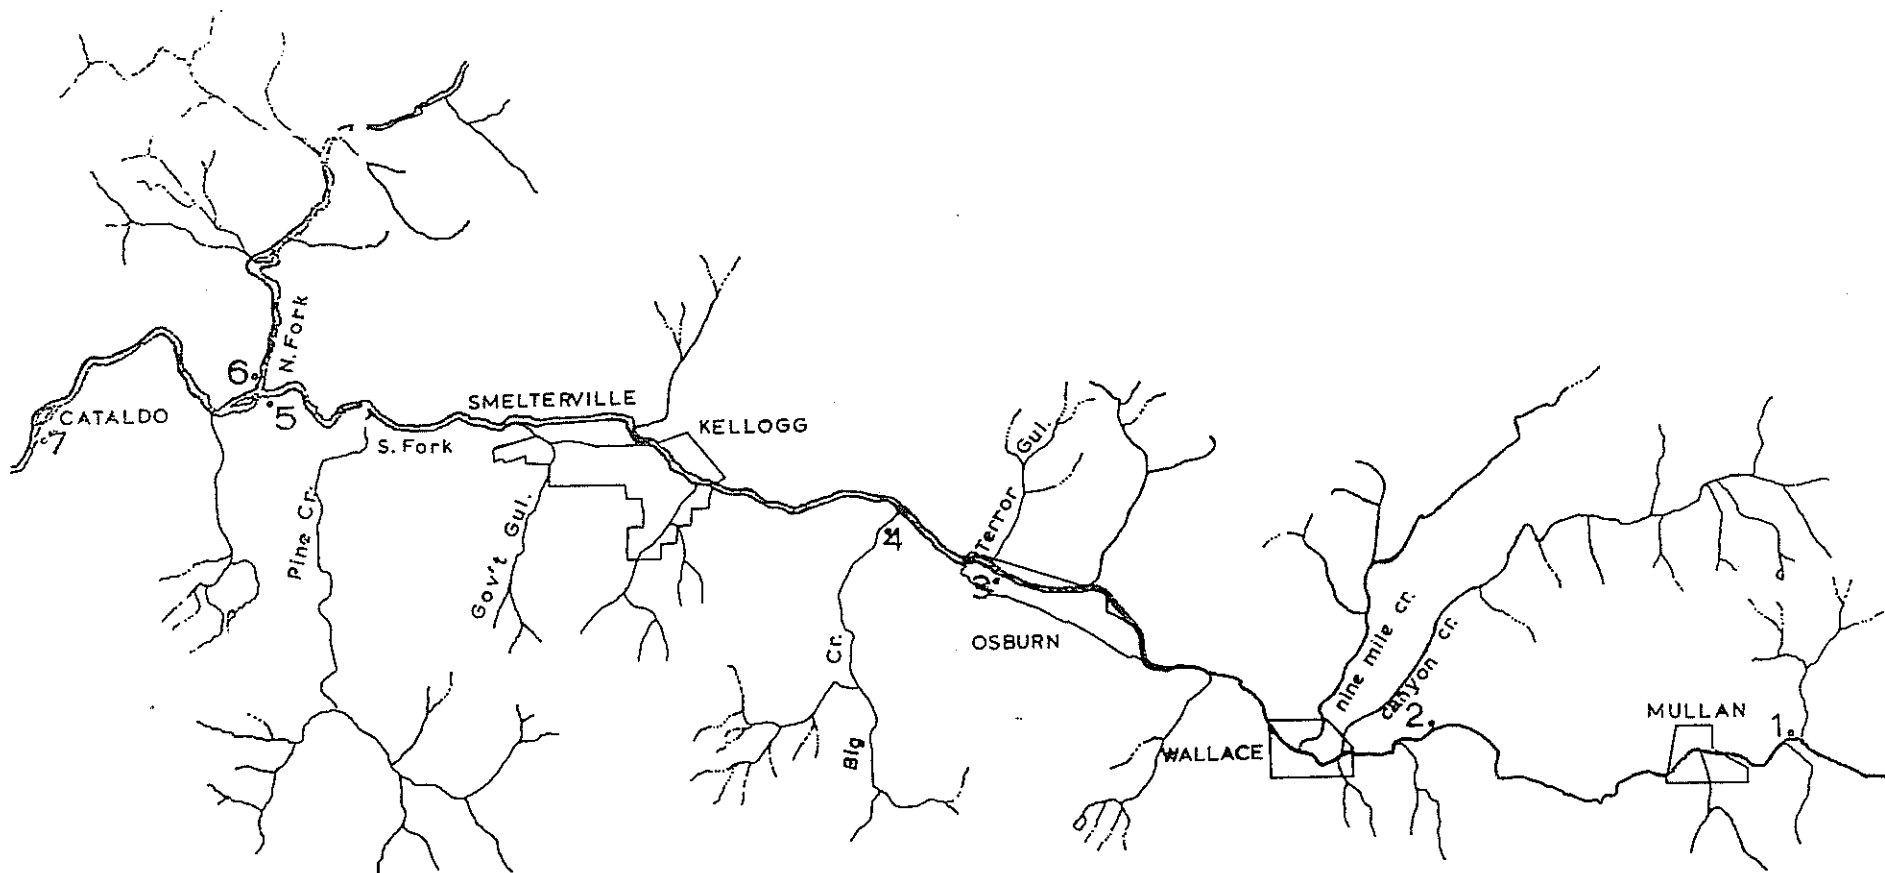 N. Fork
6
CATALDO
7
5
SMELTERVILLE
KELLOGG
S. Fork
Pine Cr.
Gov't Gul.
Terror Gul.
4
3
OSBURN
Big Cr.
nine mile cr.
canyon cr.
2
WALLACE
MULLAN
1